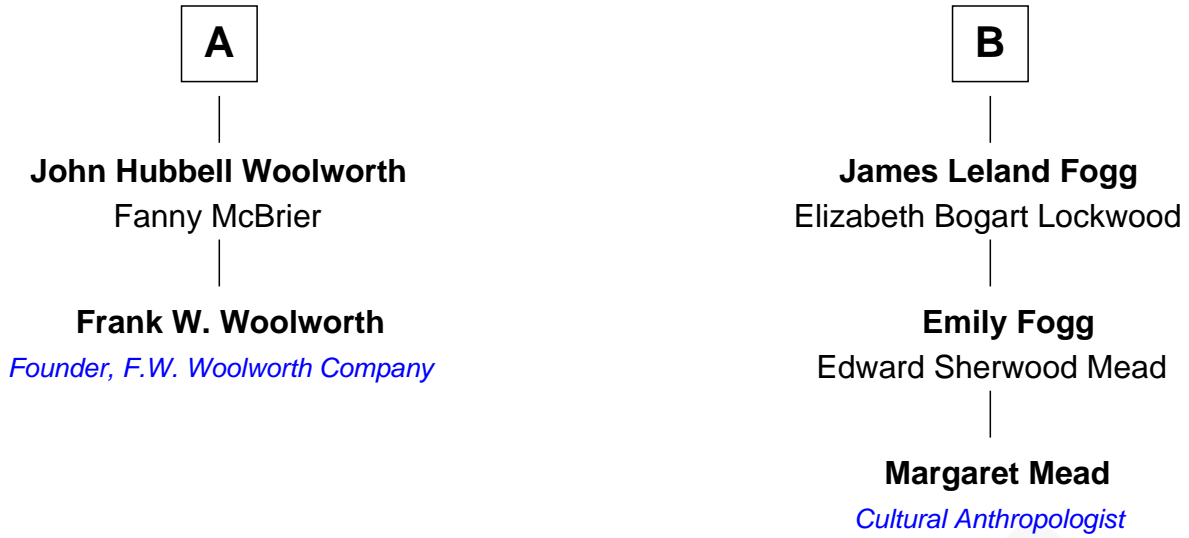 A
John Hubbell Woolworth
Fanny McBrier
Frank W. Woolworth
Founder, F.W. Woolworth Company
B
James Leland Fogg
Elizabeth Bogart Lockwood
Emily Fogg
Edward Sherwood Mead
Margaret Mead
Cultural Anthropologist